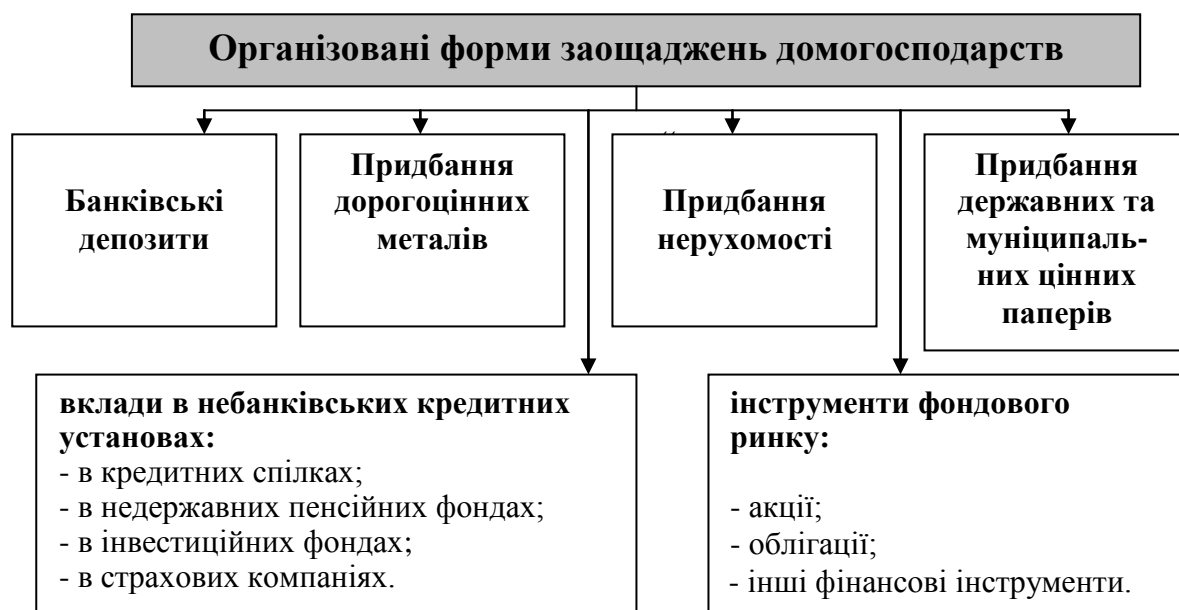 Організовані форми заощаджень домогосподарств
Банківські
депозити
Придбання
дорогоцінних
металів
Придбання
нерухомості
Придбання
державних та
муніципаль-
них цінних
паперів
вклади в небанківських кредитних
установах:
- в кредитних спілках;
- в недержавних пенсійних фондах;
- в інвестиційних фондах;
- в страхових компаніях.
інструменти фондового
ринку:
- акції;
- облігації;
- інші фінансові інструменти.